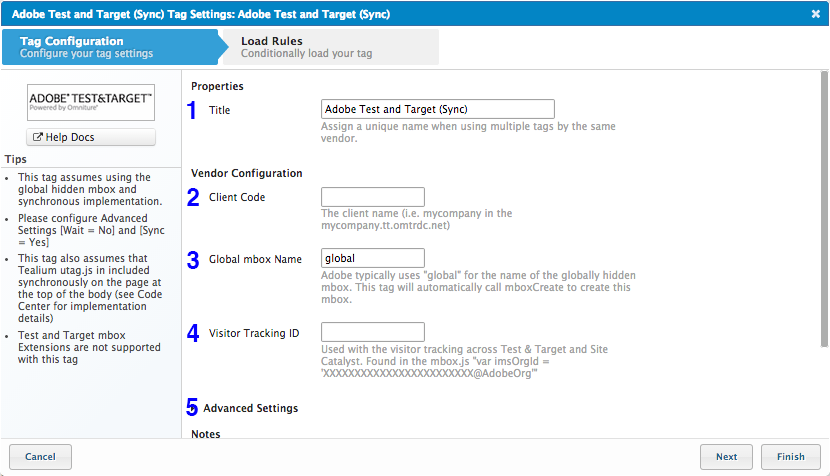 Adobe Test and Target (Sync) Tag Settings: Adobe Test and Target (Sync)
Tag Configuration
Configure your tag settings
Load Rules
Conditionally load your tag
ADOBE® TEST&TARGET™
Powered by Omniture®
Help Docs
Tips
• This tag assumes using the
global hidden mbox and
synchronous implementation.
• Please configure Advanced
Settings [Wait = No] and [Sync
= Yes]
• This tag also assumes that
Tealium utag.js in included
synchronously on the page at
the top of the body (see Code
Center for implementation
details)
• Test and Target mbox
Extensions are not supported
with this tag
Properties
1 Title Adobe Test and Target (Sync)
Assign a unique name when using multiple tags by the same
vendor.
Vendor Configuration
2 Client Code
The client name (i.e. mycompany in the
mycompany.tt.omtrdc.net)
3 Global mbox Name global
Adobe typically uses "global" for the name of the globally hidden
mbox. This tag will automatically call mboxCreate to create this
mbox.
4 Visitor Tracking ID
Used with the visitor tracking across Test & Target and Site
Catalyst. Found in the mbox.js "var imsOrgId =
'XXXXXXXXXXXXXXXXXXXXXXXX@AdobeOrg'"
5 Advanced Settings
Notes
Cancel
Next
Finish